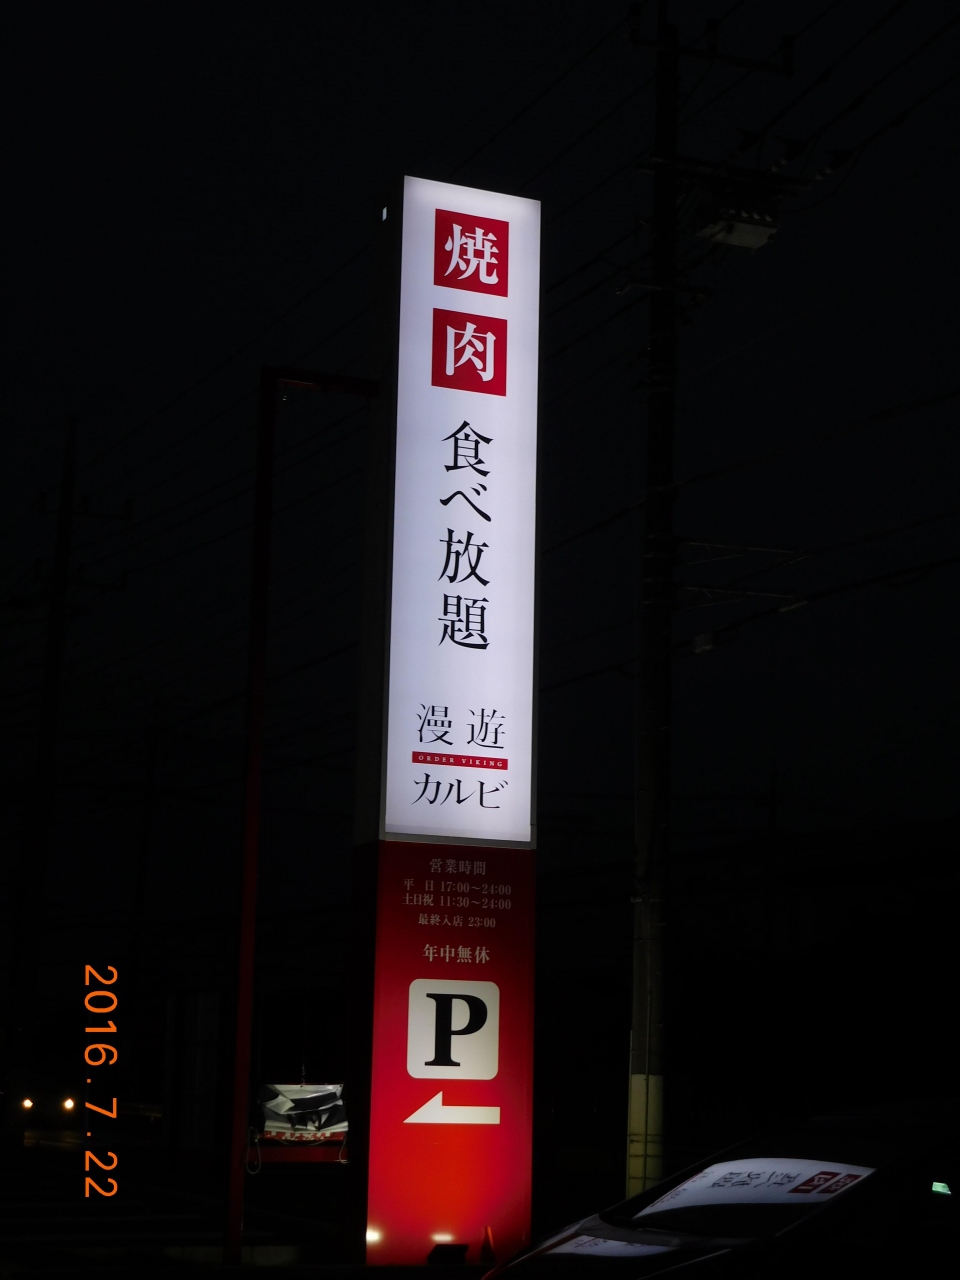 焼
肉
食べ放題
漫遊
ORDER VIKING
カルビ
営業時間
平 日 17:00〜24:00
土日祝 11:30〜24:00
最終入店 23:00
年中無休
P
2016.7.22